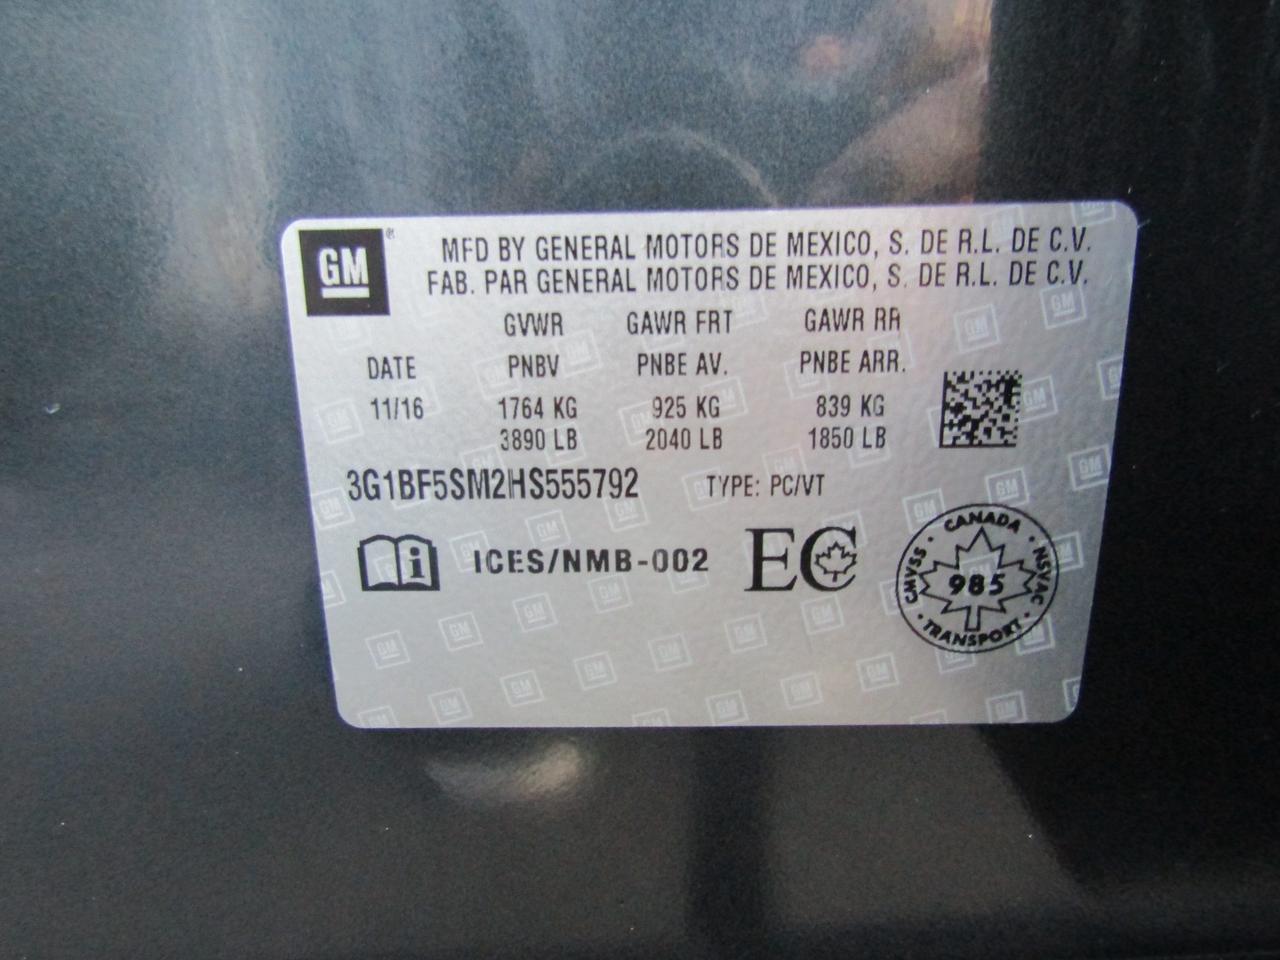 GM®
MFD BY GENERAL MOTORS DE MEXICO, S. DE R.L. DE C.V.
FAB. PAR GENERAL MOTORS DE MEXICO, S. DE R.L. DE C.V.
GVWR GAWR FRT GAWR RR
DATE PNBV PNBE AV. PNBE ARR.
11/16 1764 KG 925 KG 839 KG
3890 LB 2040 LB 1850 LB
3G1BF5SM2HS555792 TYPE: PC/VT
i ICES/NMB-002 EC
CANADA
CMVSS 985 NSVAC
TRANSPORT